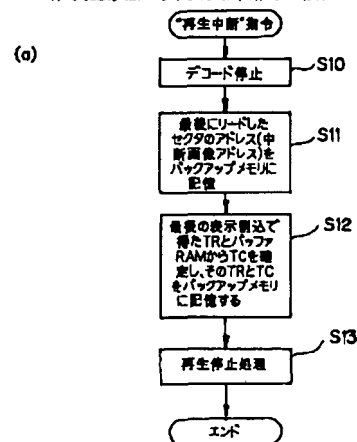 “再生中断”指令
(a)
デコード停止
S10
最後にリードした
セクタのアドレス(中
断画像アドレス)を
バックアップメモリに
記憶
S11
最後の表示割込で
得たTRとバッファ
RAMからTCを確
定し、そのTRとTC
をバックアップメモリ
に記憶する
S12
再生停止処理
S13
エンド